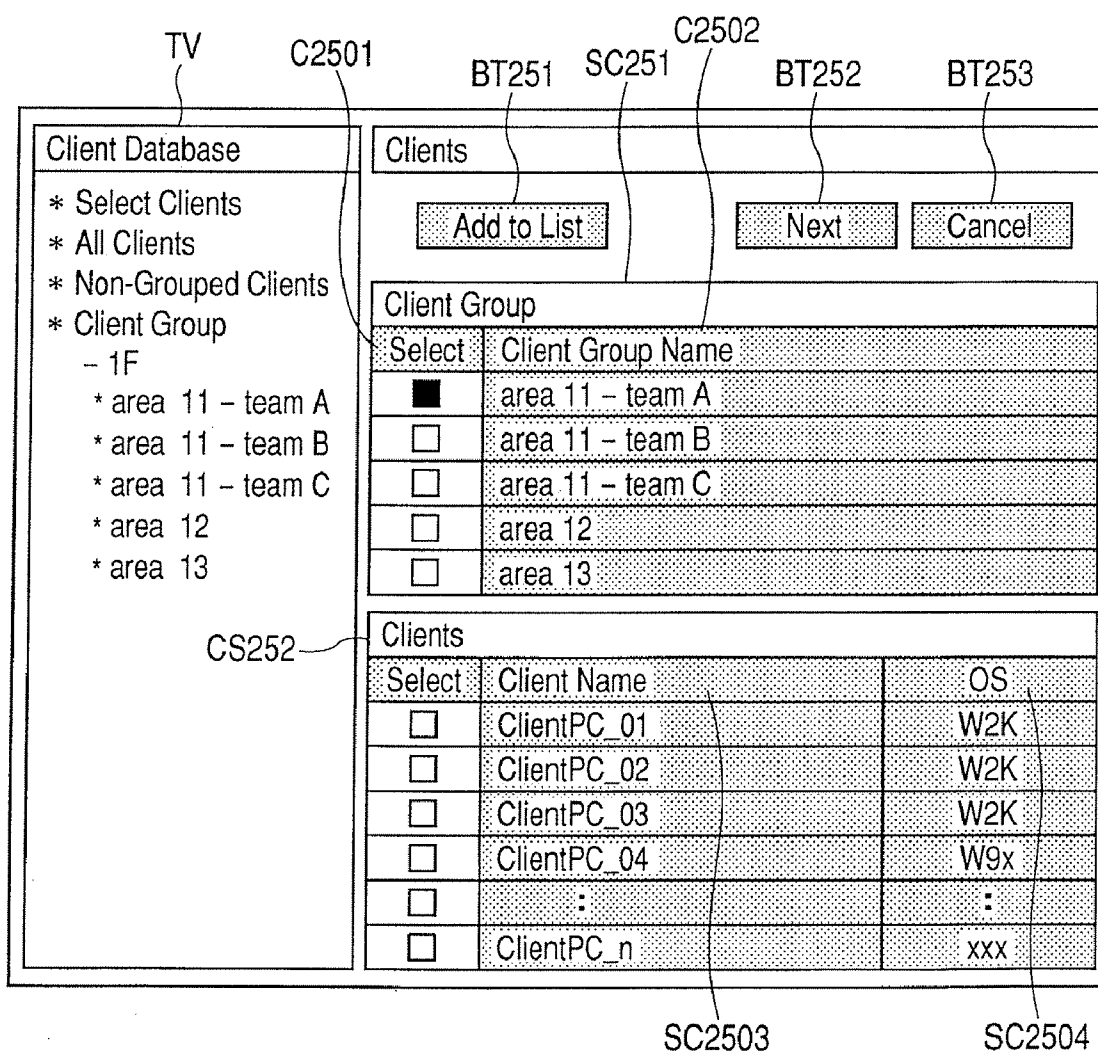 TV
C2501
BT251
SC251
C2502
BT252
BT253
Client Database
* Select Clients
* All Clients
* Non-Grouped Clients
* Client Group
– 1F
* area 11 – team A
* area 11 – team B
* area 11 – team C
* area 12
* area 13
Clients
Add to List
Next
Cancel
Client Group
Select Client Group Name
area 11 – team A
area 11 – team B
area 11 – team C
area 12
area 13
CS252
Clients
Select Client Name OS
ClientPC_01 W2K
ClientPC_02 W2K
ClientPC_03 W2K
ClientPC_04 W9x
: :
ClientPC_n xxx
SC2503
SC2504